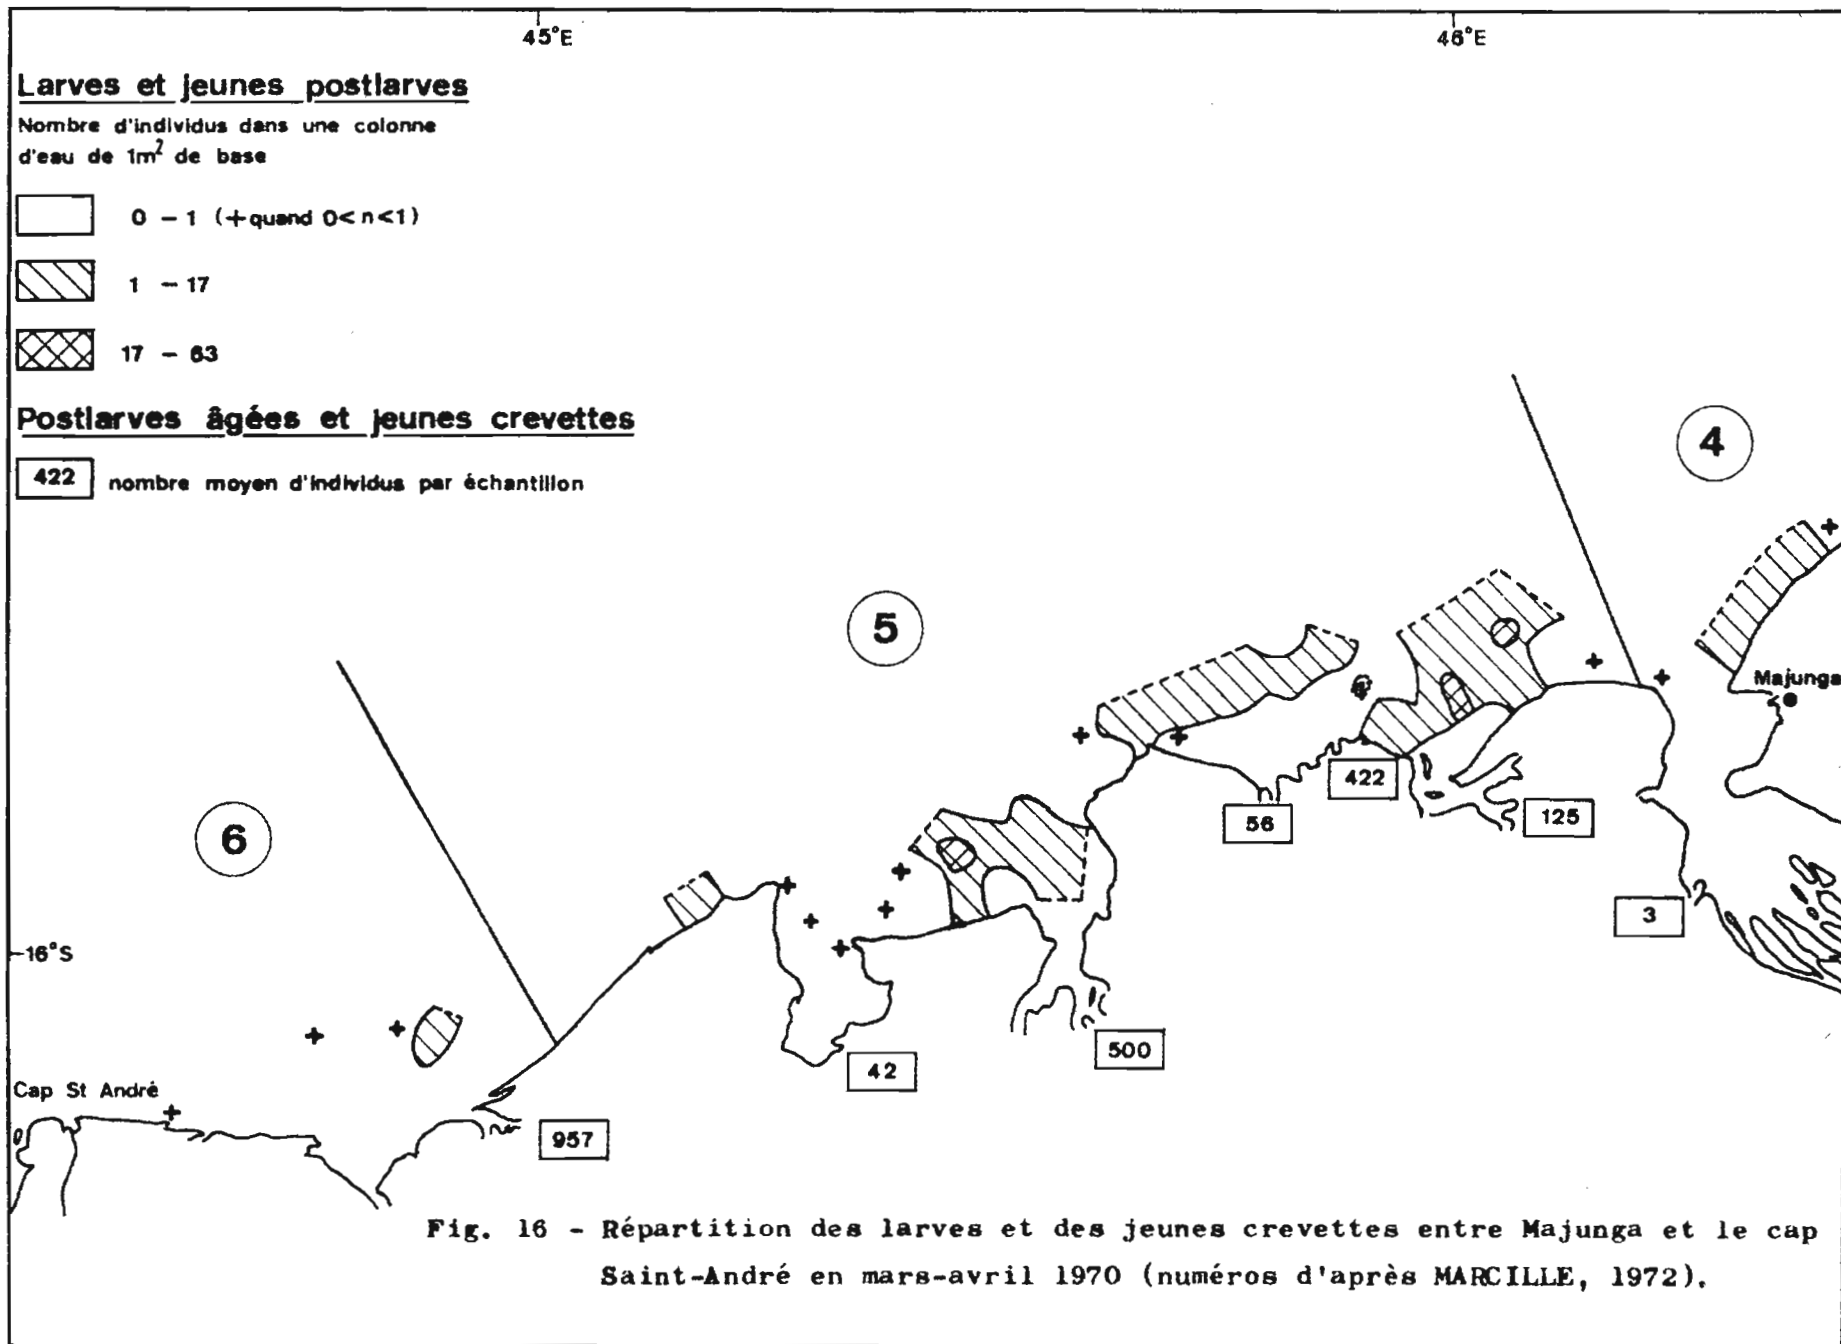 45°E
46°E
Larves et jeunes postlarves
Nombre d'individus dans une colonne
d'eau de 1m² de base
0 – 1 (+quand 0<n<1)
1 – 17
17 – 63
Postlarves âgées et jeunes crevettes
422 nombre moyen d'individus par échantillon
4
5
Majunga
422
56
125
6
3
16°S
500
42
Cap St André
957
Fig. 16 - Répartition des larves et des jeunes crevettes entre Majunga et le cap
Saint-André en mars-avril 1970 (numéros d'après MARCILLE, 1972).